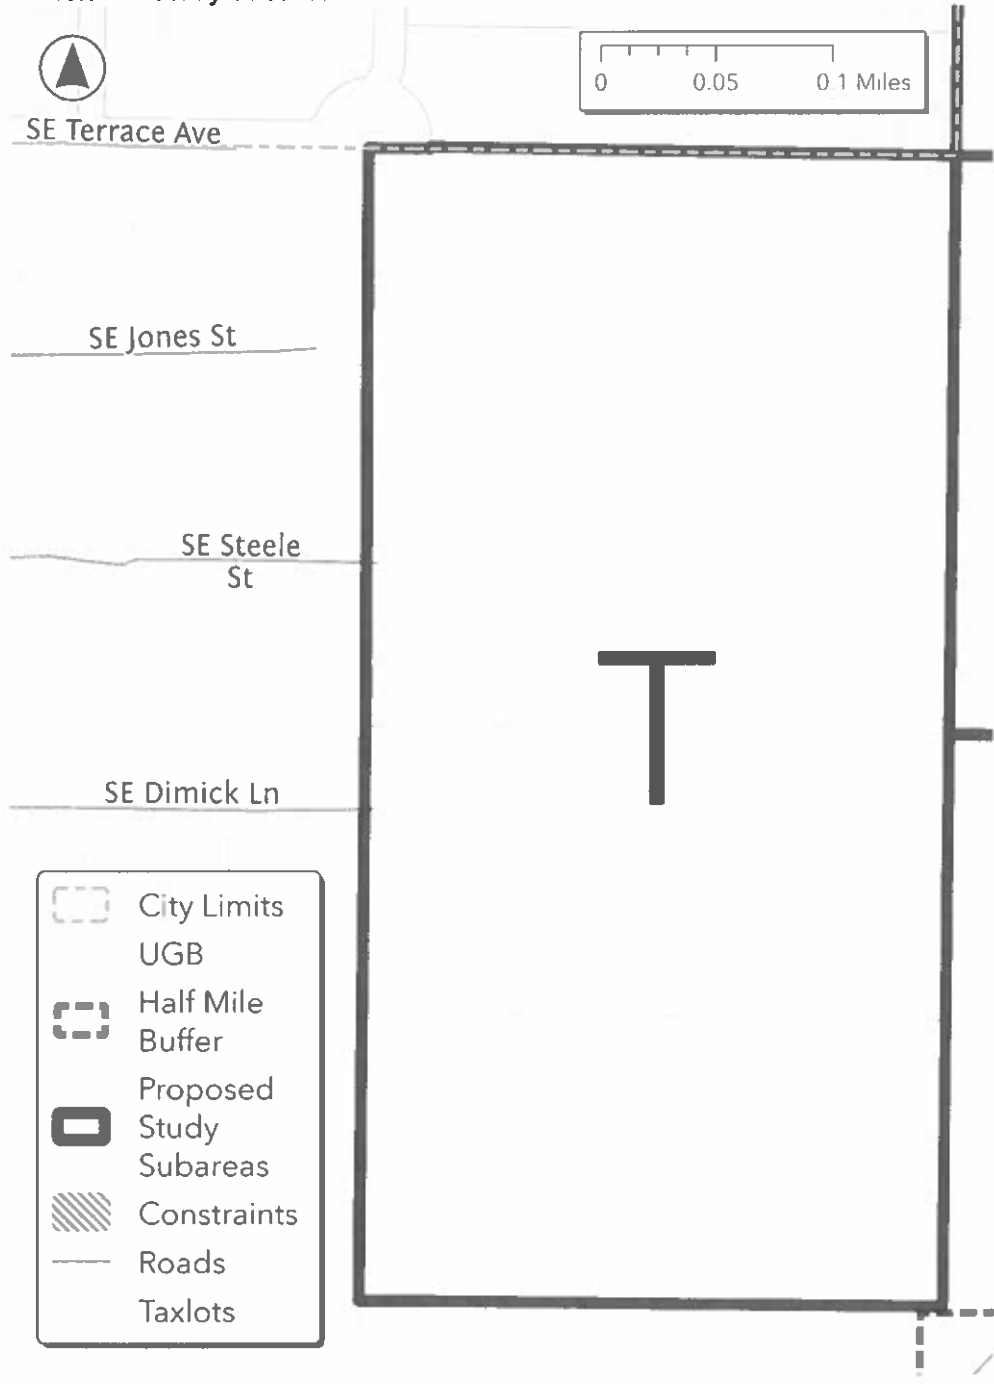 0 0.05 0.1 Miles
SE Terrace Ave
SE Jones St
SE Steele
St
T
SE Dimick Ln
City Limits
UGB
Half Mile
Buffer
Proposed
Study
Subareas
Constraints
Roads
Taxlots